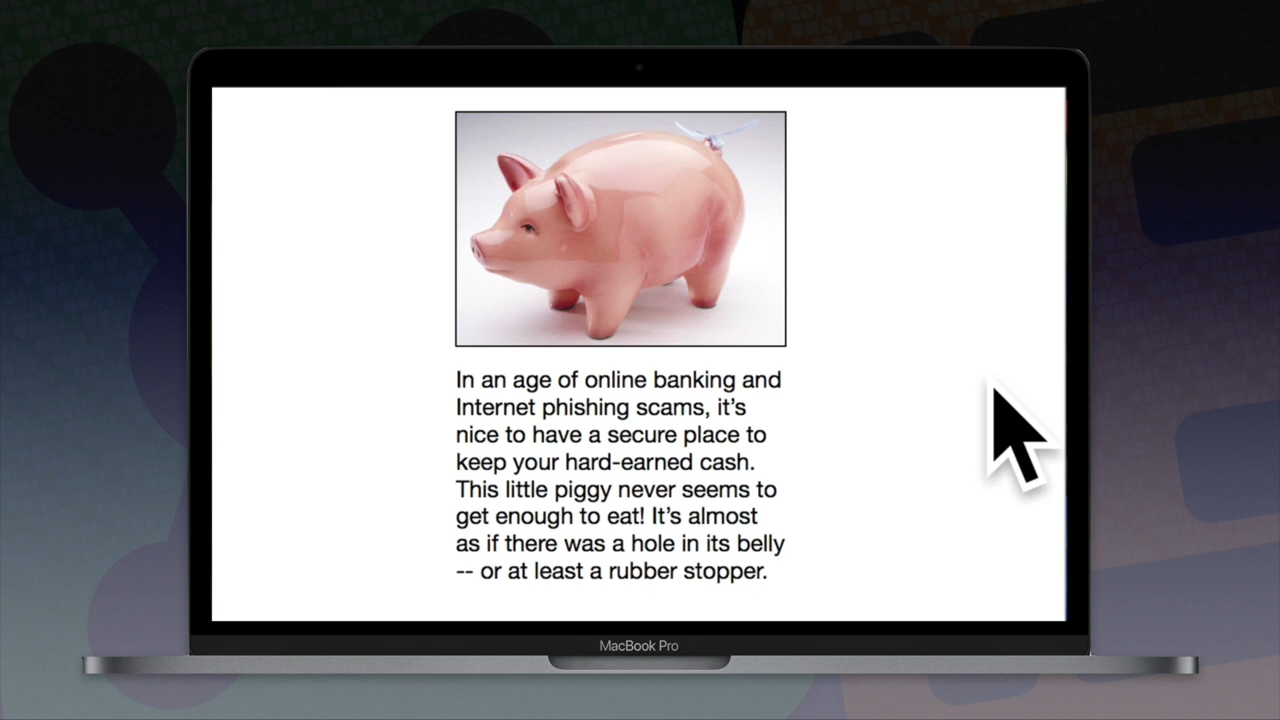 In an age of online banking and
Internet phishing scams, it's
nice to have a secure place to
keep your hard-earned cash.
This little piggy never seems to
get enough to eat! It's almost
as if there was a hole in its belly
-- or at least a rubber stopper.
MacBook Pro